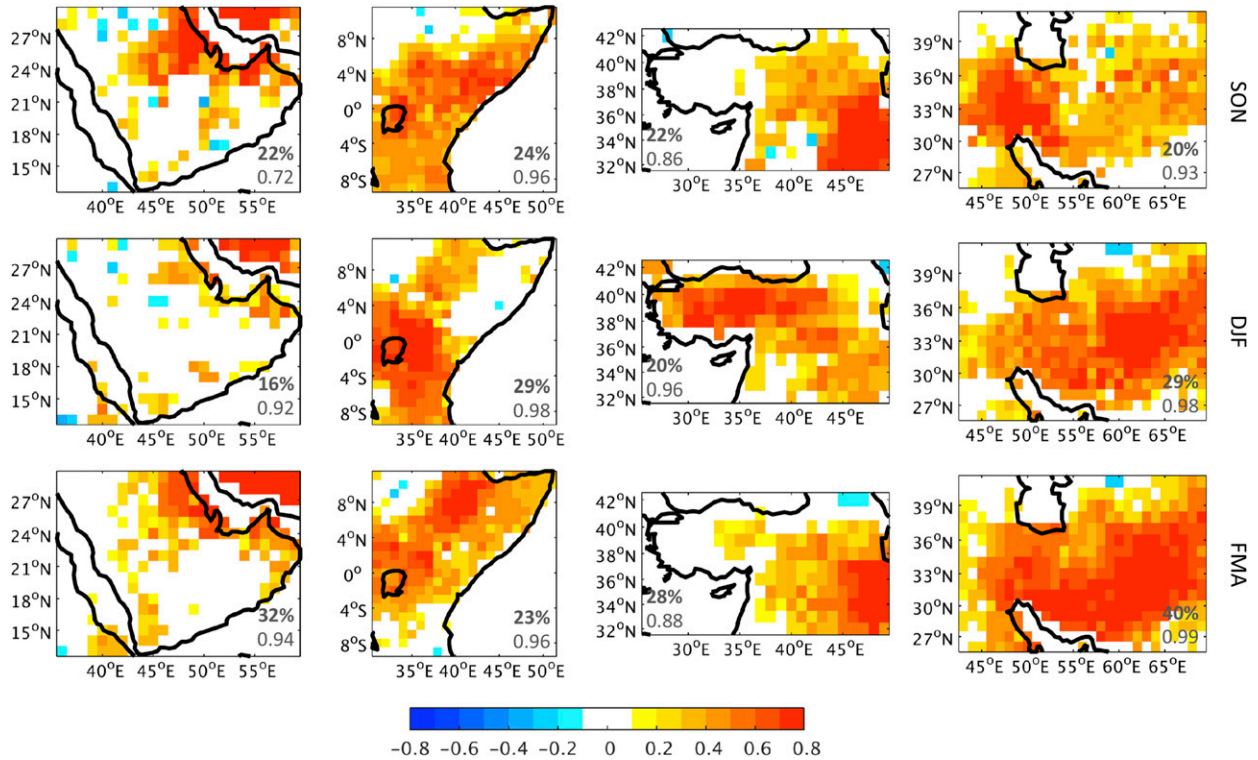 27°N
24°N
21°N
18°N
15°N
22%
0.72
40°E 45°E 50°E 55°E
8°N
4°N
0°
4°S
8°S
24%
0.96
35°E 40°E 45°E 50°E
42°N
40°N
38°N
36°N
34°N
32°N
22%
0.86
30°E 35°E 40°E 45°E
39°N
36°N
33°N
30°N
27°N
20%
0.93
45°E 50°E 55°E 60°E 65°E
SON
27°N
24°N
21°N
18°N
15°N
16%
0.92
40°E 45°E 50°E 55°E
8°N
4°N
0°
4°S
8°S
29%
0.98
35°E 40°E 45°E 50°E
42°N
40°N
38°N
36°N
34°N
32°N
20%
0.96
30°E 35°E 40°E 45°E
39°N
36°N
33°N
30°N
27°N
29%
0.98
45°E 50°E 55°E 60°E 65°E
DJF
27°N
24°N
21°N
18°N
15°N
32%
0.94
40°E 45°E 50°E 55°E
8°N
4°N
0°
4°S
8°S
23%
0.96
35°E 40°E 45°E 50°E
42°N
40°N
38°N
36°N
34°N
32°N
28%
0.88
30°E 35°E 40°E 45°E
39°N
36°N
33°N
30°N
27°N
40%
0.99
45°E 50°E 55°E 60°E 65°E
FMA
−0.8 −0.6 −0.4 −0.2 0 0.2 0.4 0.6 0.8